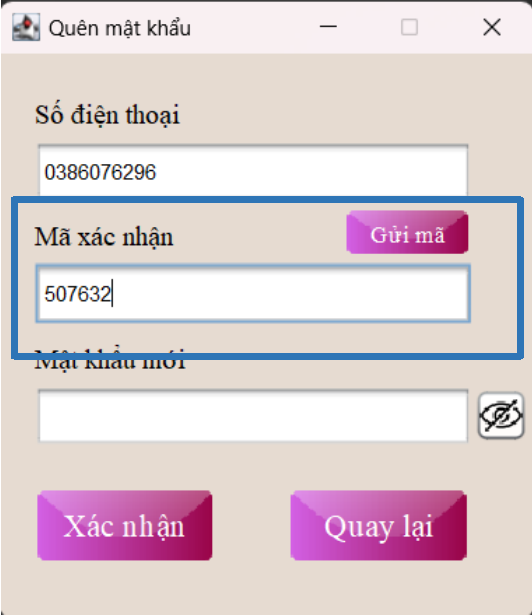 Quên mật khẩu
Số điện thoại
0386076296
Mã xác nhận
Gửi mã
507632
Mật khẩu mới
Xác nhận
Quay lại